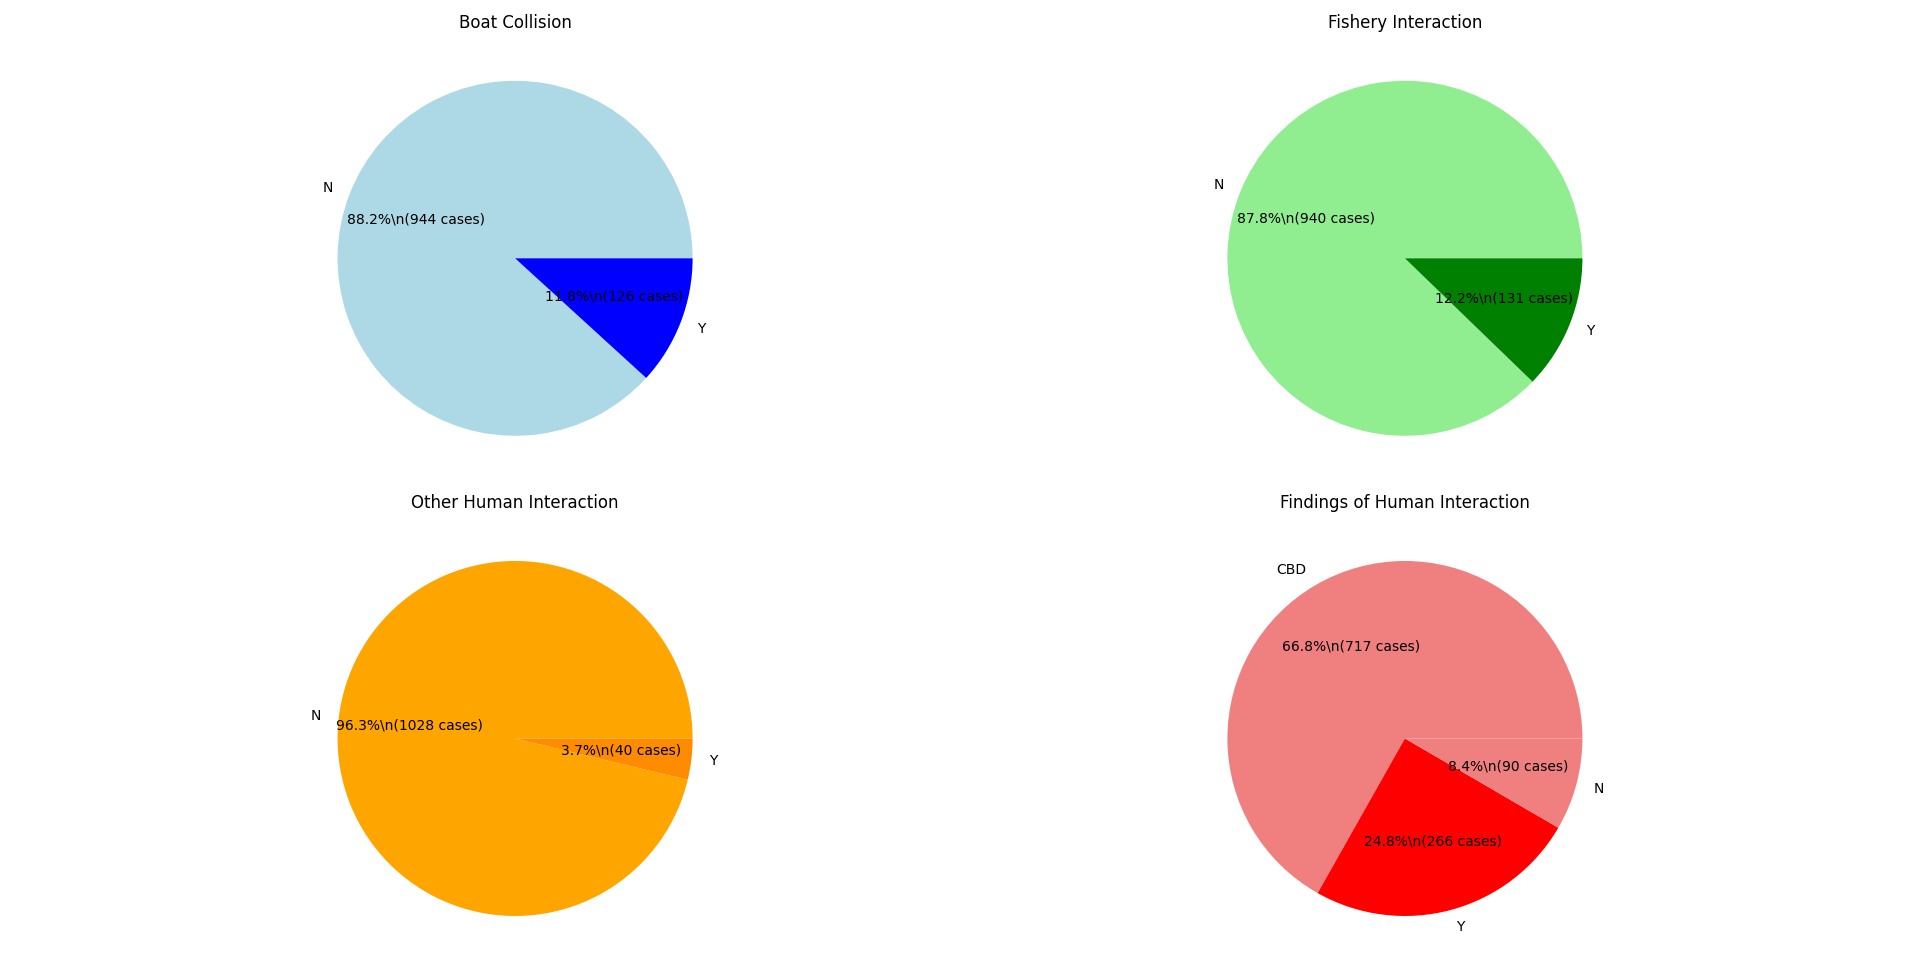 Boat Collision
N
88.2%\n(944 cases)
11.8%\n(126 cases)
Y
Fishery Interaction
N
87.8%\n(940 cases)
12.2%\n(131 cases)
Y
Other Human Interaction
N
96.3%\n(1028 cases)
3.7%\n(40 cases)
Y
Findings of Human Interaction
CBD
66.8%\n(717 cases)
8.4%\n(90 cases)
N
24.8%\n(266 cases)
Y